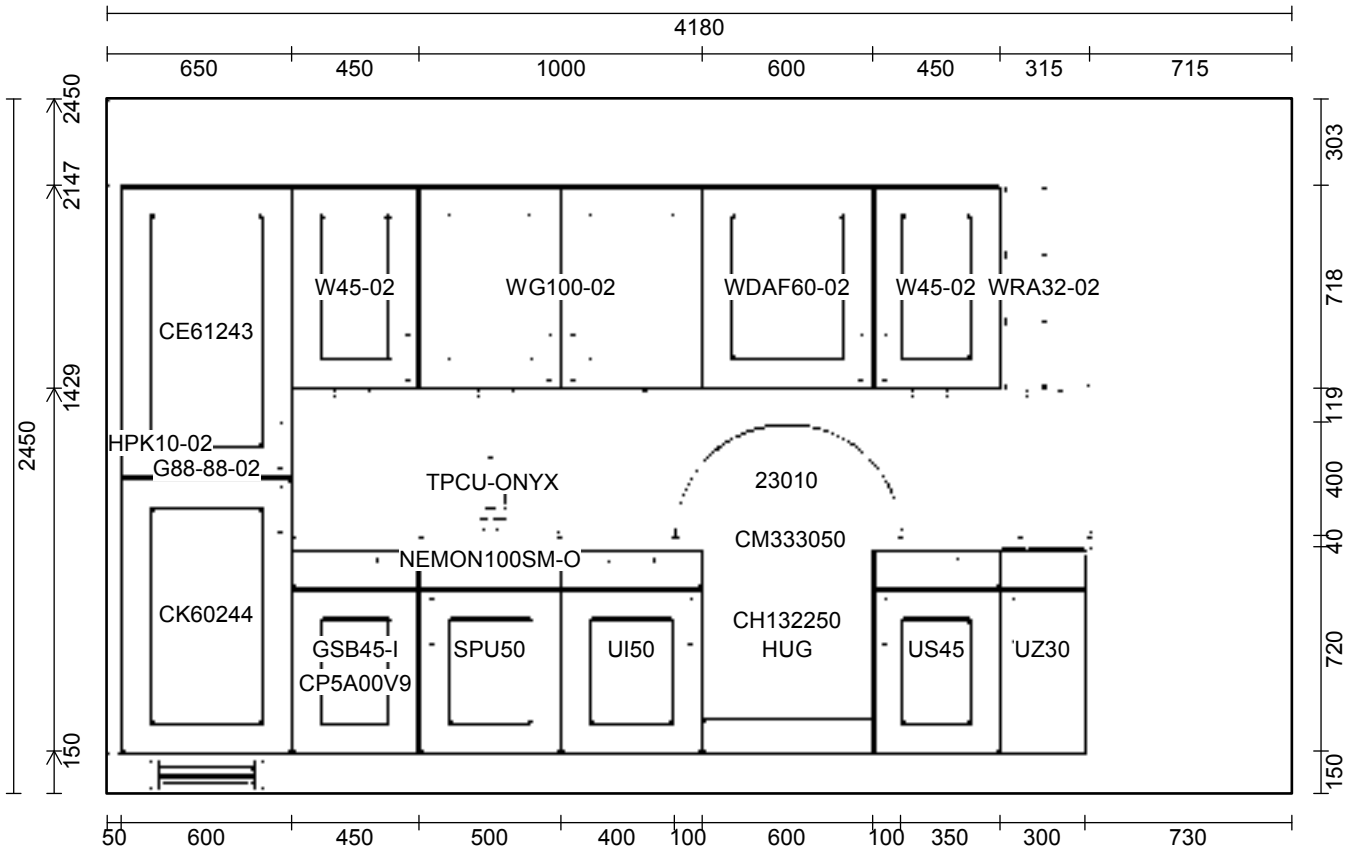 4180
650 450 1000 600 450 315 715
2450
2147
1429
150
2450
303
718
119
400
40
720
150
W45-02 WG100-02 WDAF60-02 W45-02 WRA32-02
CE61243
HPK10-02
G88-88-02
TPCU-ONYX 23010
CM333050
NEMON100SM-O
CK60244
CH132250
GSB45-I SPU50 UI50 HUG US45 UZ30
CP5A00V9
50 600 450 500 400 100 600 100 350 300 730